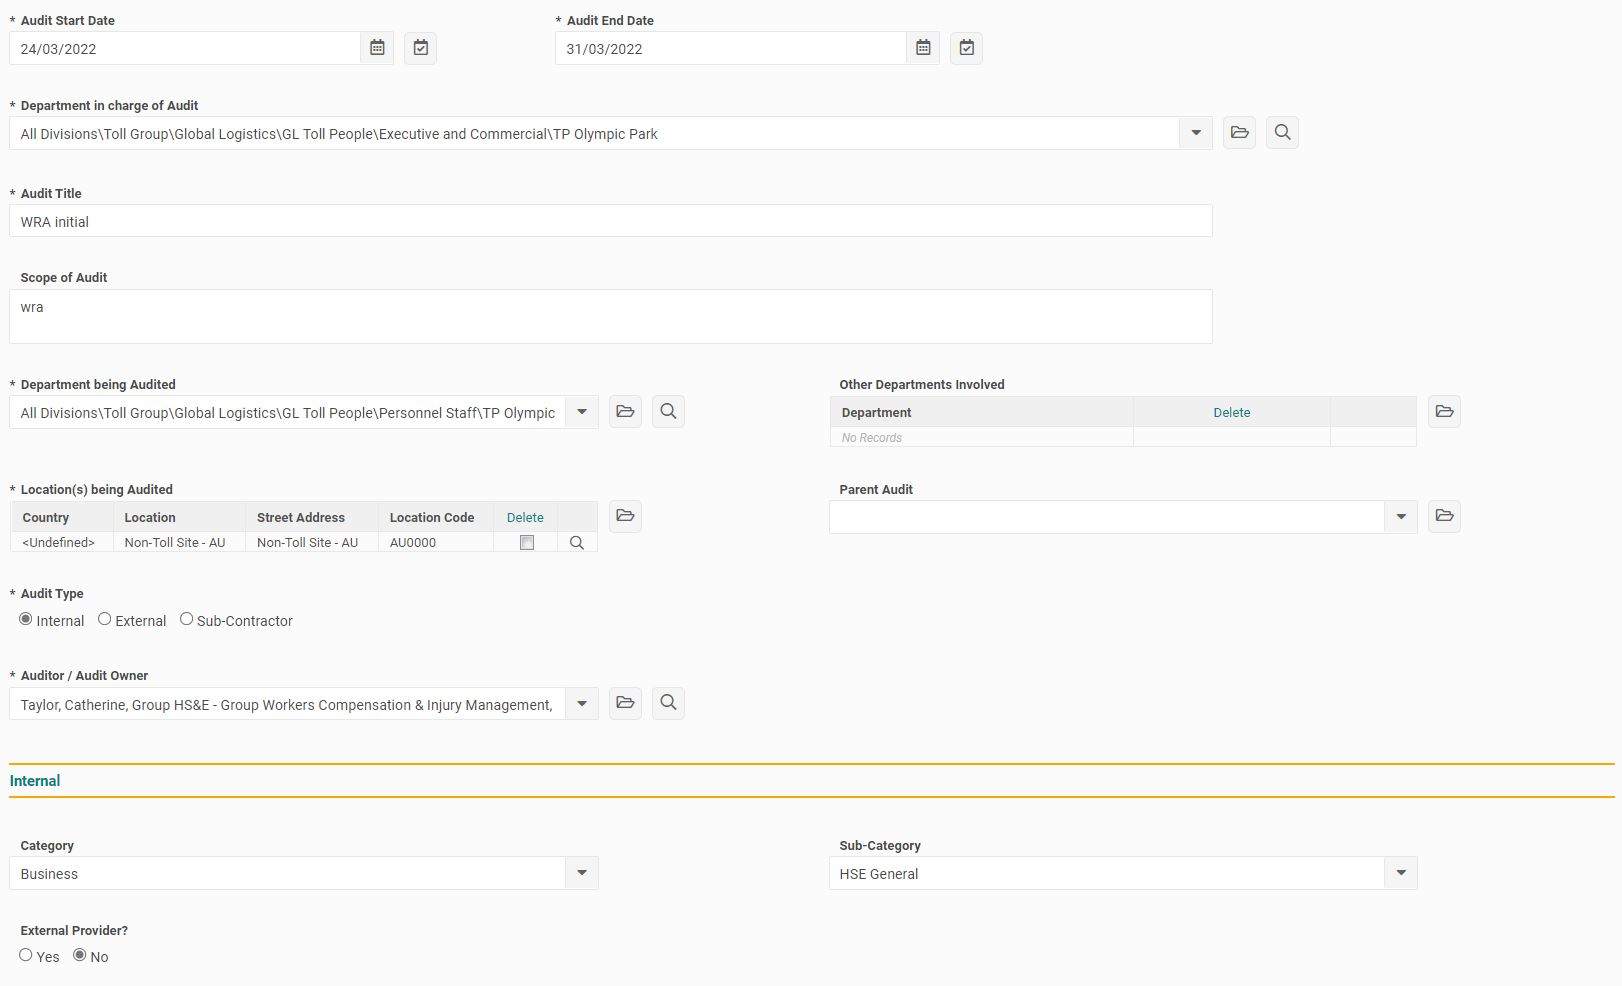 * Audit Start Date * Audit End Date
24/03/2022 31/03/2022
* Department in charge of Audit
All Divisions\Toll Group\Global Logistics\GL Toll People\Executive and Commercial\TP Olympic Park
* Audit Title
WRA initial
Scope of Audit
wra
* Department being Audited Other Departments Involved
All Divisions\Toll Group\Global Logistics\GL Toll People\Personnel Staff\TP Olympic Department Delete
No Records
* Location(s) being Audited Parent Audit
Country Location Street Address Location Code Delete
<Undefined> Non-Toll Site - AU Non-Toll Site - AU AU0000
* Audit Type
Internal External Sub-Contractor
* Auditor / Audit Owner
Taylor, Catherine, Group HS&E - Group Workers Compensation & Injury Management,
Internal
Category Sub-Category
Business HSE General
External Provider?
Yes No